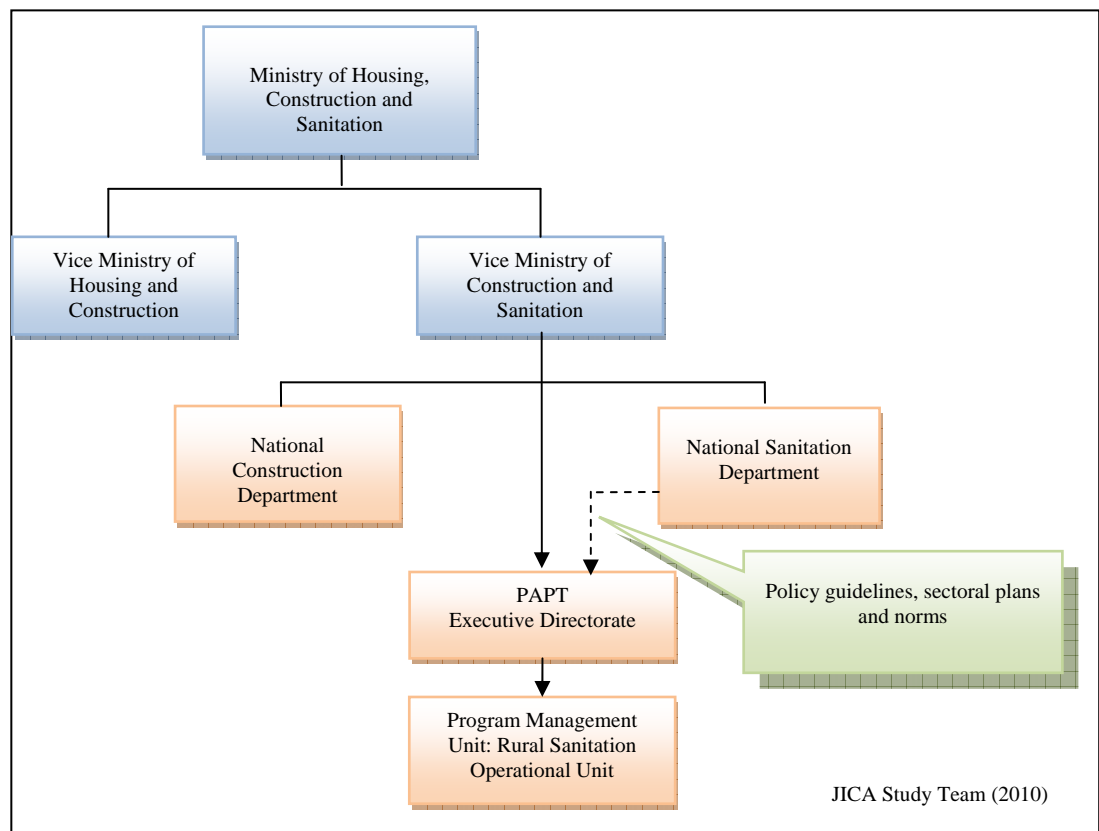 Ministry of Housing,
Construction and
Sanitation
Vice Ministry of
Housing and
Construction
Vice Ministry of
Construction and
Sanitation
National
Construction
Department
National Sanitation
Department
Policy guidelines, sectoral plans
and norms
PAPT
Executive Directorate
Program Management
Unit: Rural Sanitation
Operational Unit
JICA Study Team (2010)